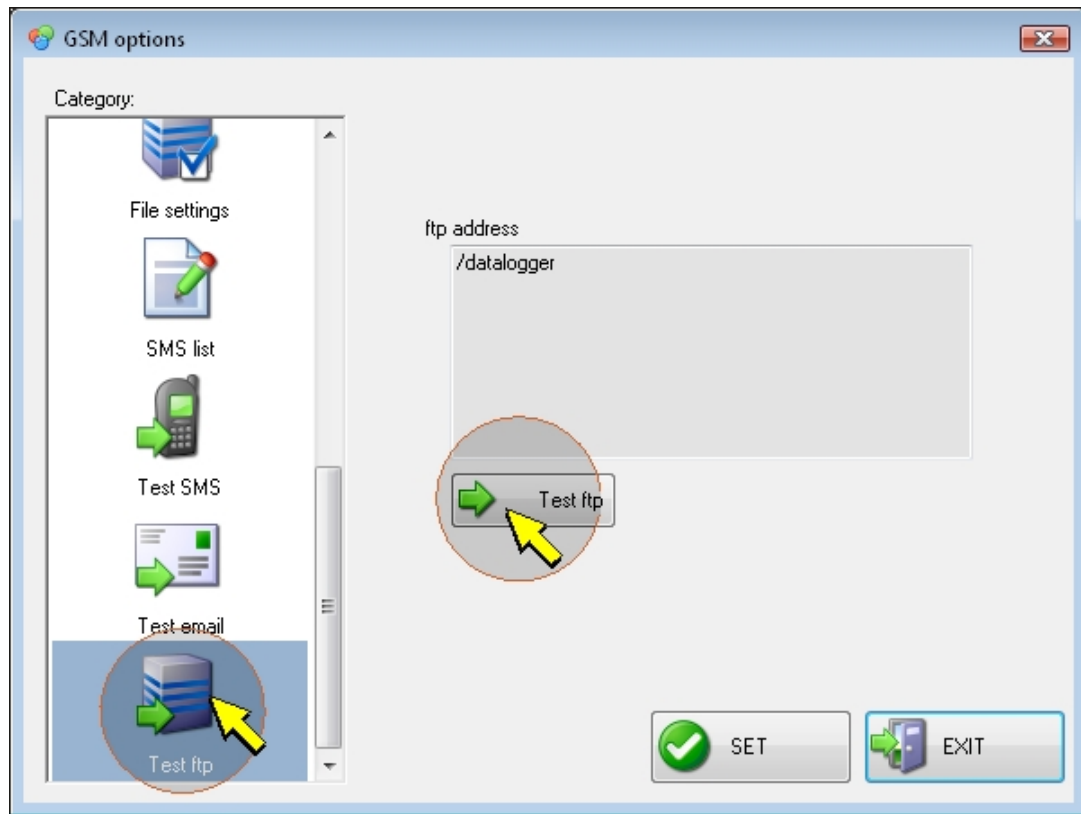 GSM options
Category:
File settings
SMS list
Test SMS
Test email
Test ftp
ftp address
/datalogger
Test ftp
SET
EXIT